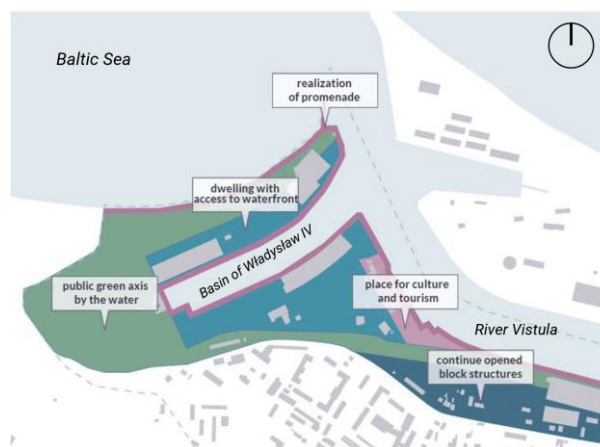 Baltic Sea
realization
of promenade
dwelling with
access to waterfront
Basin of Władysław IV
public green axis
by the water
place for culture
and tourism
River Vistula
continue opened
block structures